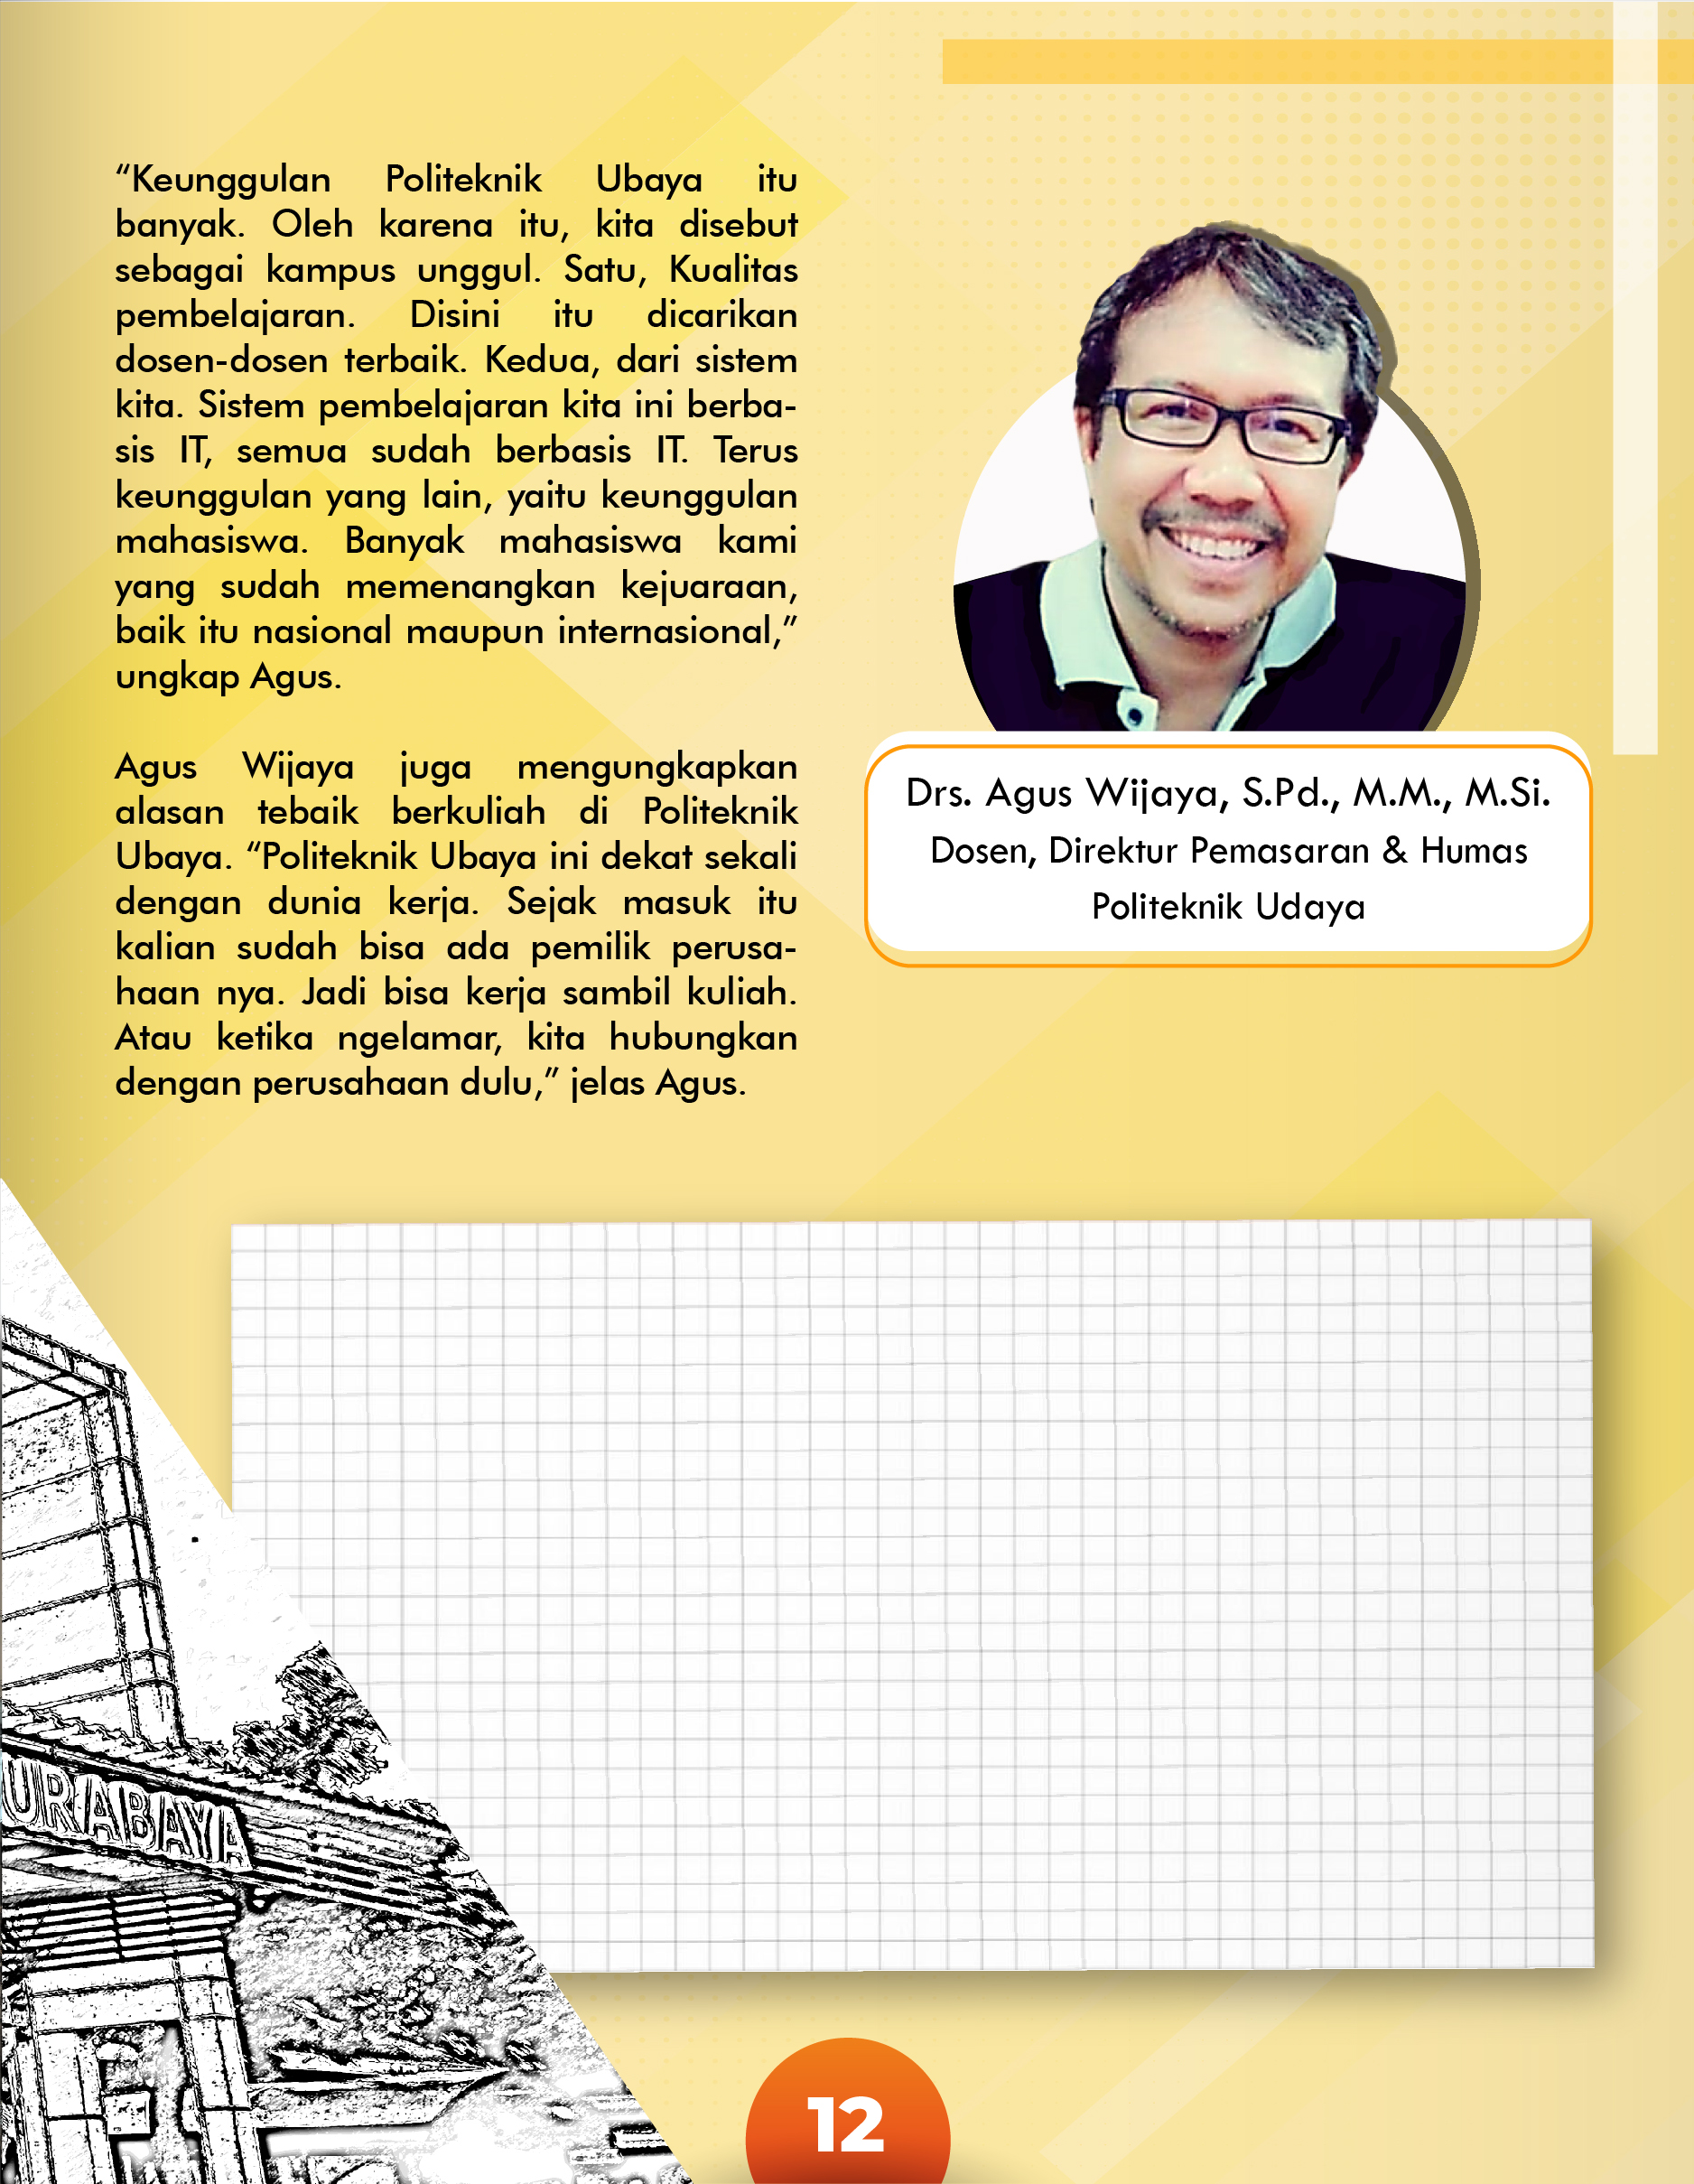 “Keunggulan Politeknik Ubaya itu
banyak. Oleh karena itu, kita disebut
sebagai kampus unggul. Satu, Kualitas
pembelajaran. Disini itu dicarikan
dosen-dosen terbaik. Kedua, dari sistem
kita. Sistem pembelajaran kita ini berba-
sis IT, semua sudah berbasis IT. Terus
keunggulan yang lain, yaitu keunggulan
mahasiswa. Banyak mahasiswa kami
yang sudah memenangkan kejuaraan,
baik itu nasional maupun internasional,”
ungkap Agus.
Agus Wijaya juga mengungkapkan
alasan tebaik berkuliah di Politeknik
Ubaya. “Politeknik Ubaya ini dekat sekali
dengan dunia kerja. Sejak masuk itu
kalian sudah bisa ada pemilik perusa-
haan nya. Jadi bisa kerja sambil kuliah.
Atau ketika ngelamar, kita hubungkan
dengan perusahaan dulu,” jelas Agus.
Drs. Agus Wijaya, S.Pd., M.M., M.Si.
Dosen, Direktur Pemasaran & Humas
Politeknik Udaya
URABAYA
12